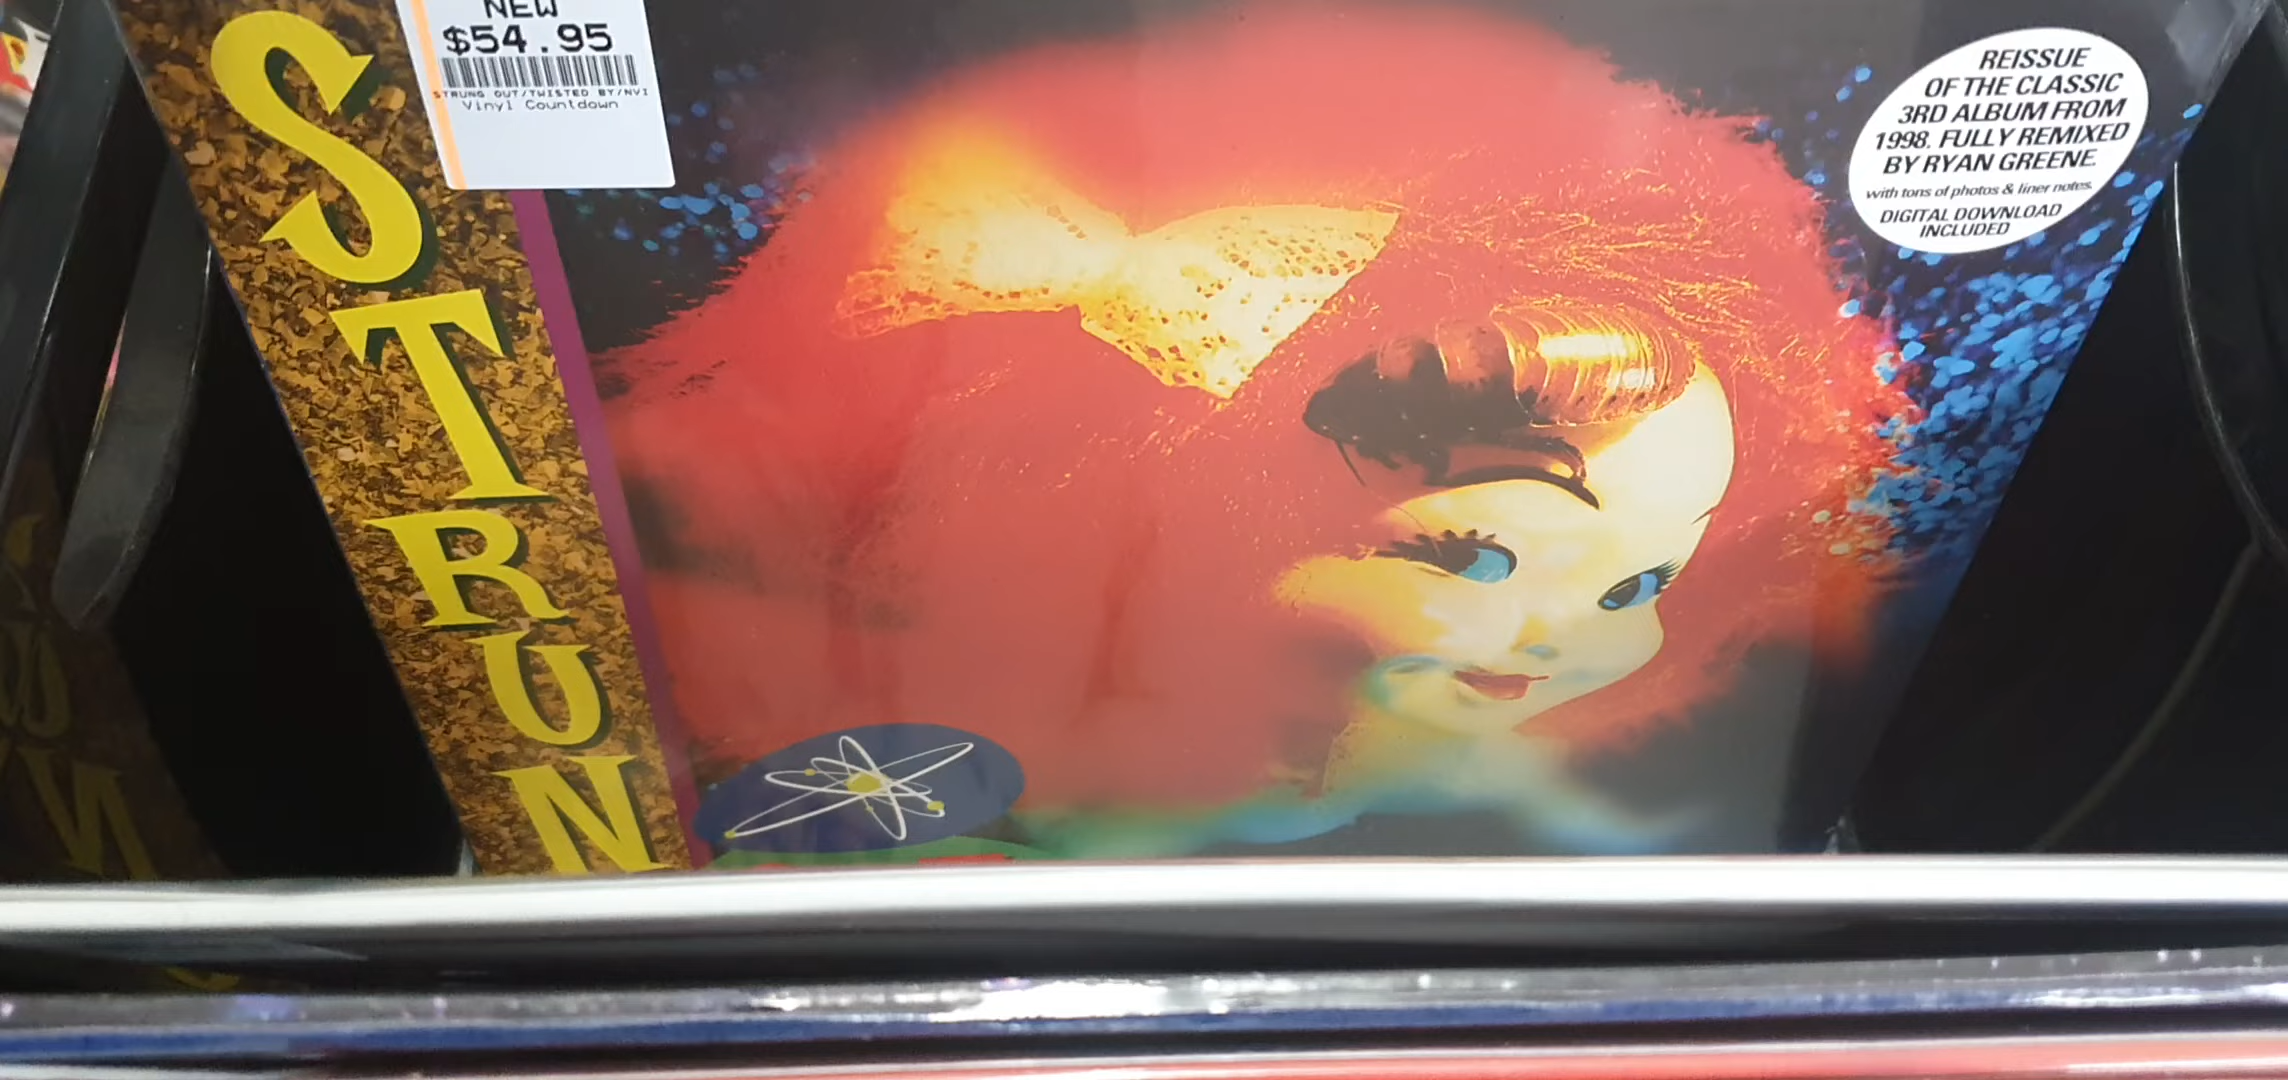 NEW
$54.95
STRUNG OUT/TWISTED BY/NVI
Vinyl Countdown
STRUN
REISSUE
OF THE CLASSIC
3RD ALBUM FROM
1998. FULLY REMIXED
BY RYAN GREENE.
with tons of photos & liner notes.
DIGITAL DOWNLOAD
INCLUDED